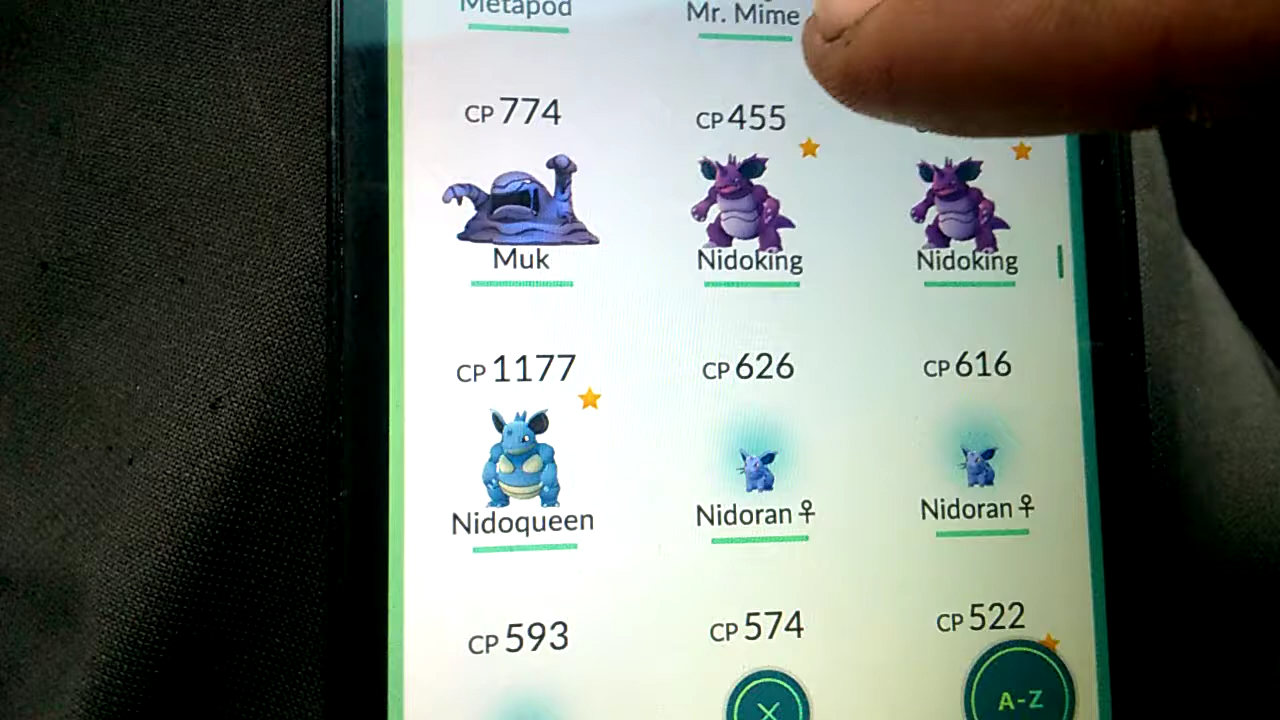 Metapod Mr. Mime
CP 774 CP 455
Muk Nidoking Nidoking
CP 1177 CP 626 CP 616
Nidoqueen Nidoran♀ Nidoran♀
CP 593 CP 574 CP 522
X A-Z